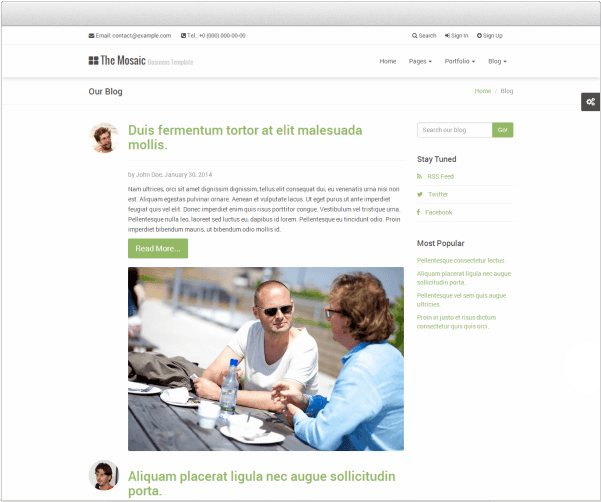 Email: contact@example.com Tel.: +0 (000) 000-00-00 Search Sign In Sign Up
The Mosaic Business Template Home Pages Portfolio Blog
Our Blog Home / Blog
Duis fermentum tortor at elit malesuada
mollis.
by John Doe, January 30, 2014
Nam ultrices, orci sit amet dignissim dignissim, tellus elit consequat dui, eu venenatis urna nisi non
est. Aliquam egestas pulvinar ornare. Aenean et vulputate lacus. Ut eget purus ut ante imperdiet
feugiat quis vel elit. Donec imperdiet enim quis risus porttitor congue. Vestibulum vel tristique urna.
Pellentesque nulla leo, laoreet sed luctus eu, dapibus id lorem. Pellentesque eu tincidunt odio. Proin
imperdiet bibendum mauris, ut bibendum odio mollis id.
Read More...
Aliquam placerat ligula nec augue sollicitudin
porta.
Search our blog Go!
Stay Tuned
RSS Feed
Twitter
Facebook
Most Popular
Pellentesque consectetur lectus.
Aliquam placerat ligula nec augue
sollicitudin porta.
Pellentesque vel sem quis augue
ultricies.
Proin in justo et risus dictum
consectetur quis quis orci.